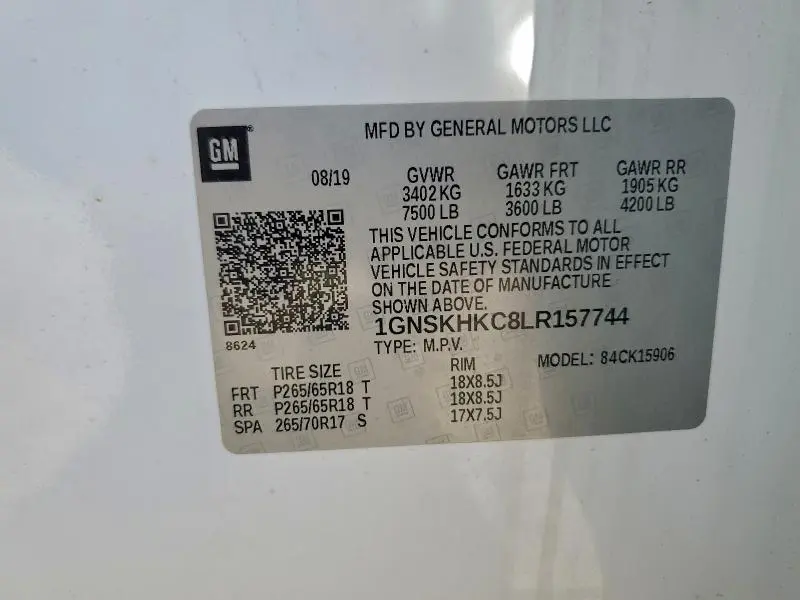 GM
MFD BY GENERAL MOTORS LLC
08/19
GVWR GAWR FRT GAWR RR
3402 KG 1633 KG 1905 KG
7500 LB 3600 LB 4200 LB
THIS VEHICLE CONFORMS TO ALL
APPLICABLE U.S. FEDERAL MOTOR
VEHICLE SAFETY STANDARDS IN EFFECT
ON THE DATE OF MANUFACTURE
SHOWN ABOVE.
8624
1GNSKHKC8LR157744
TYPE: M.P.V. MODEL: 84CK15906
TIRE SIZE RIM
FRT P265/65R18 T 18X8.5J
RR P265/65R18 T 18X8.5J
SPA 265/70R17 S 17X7.5J